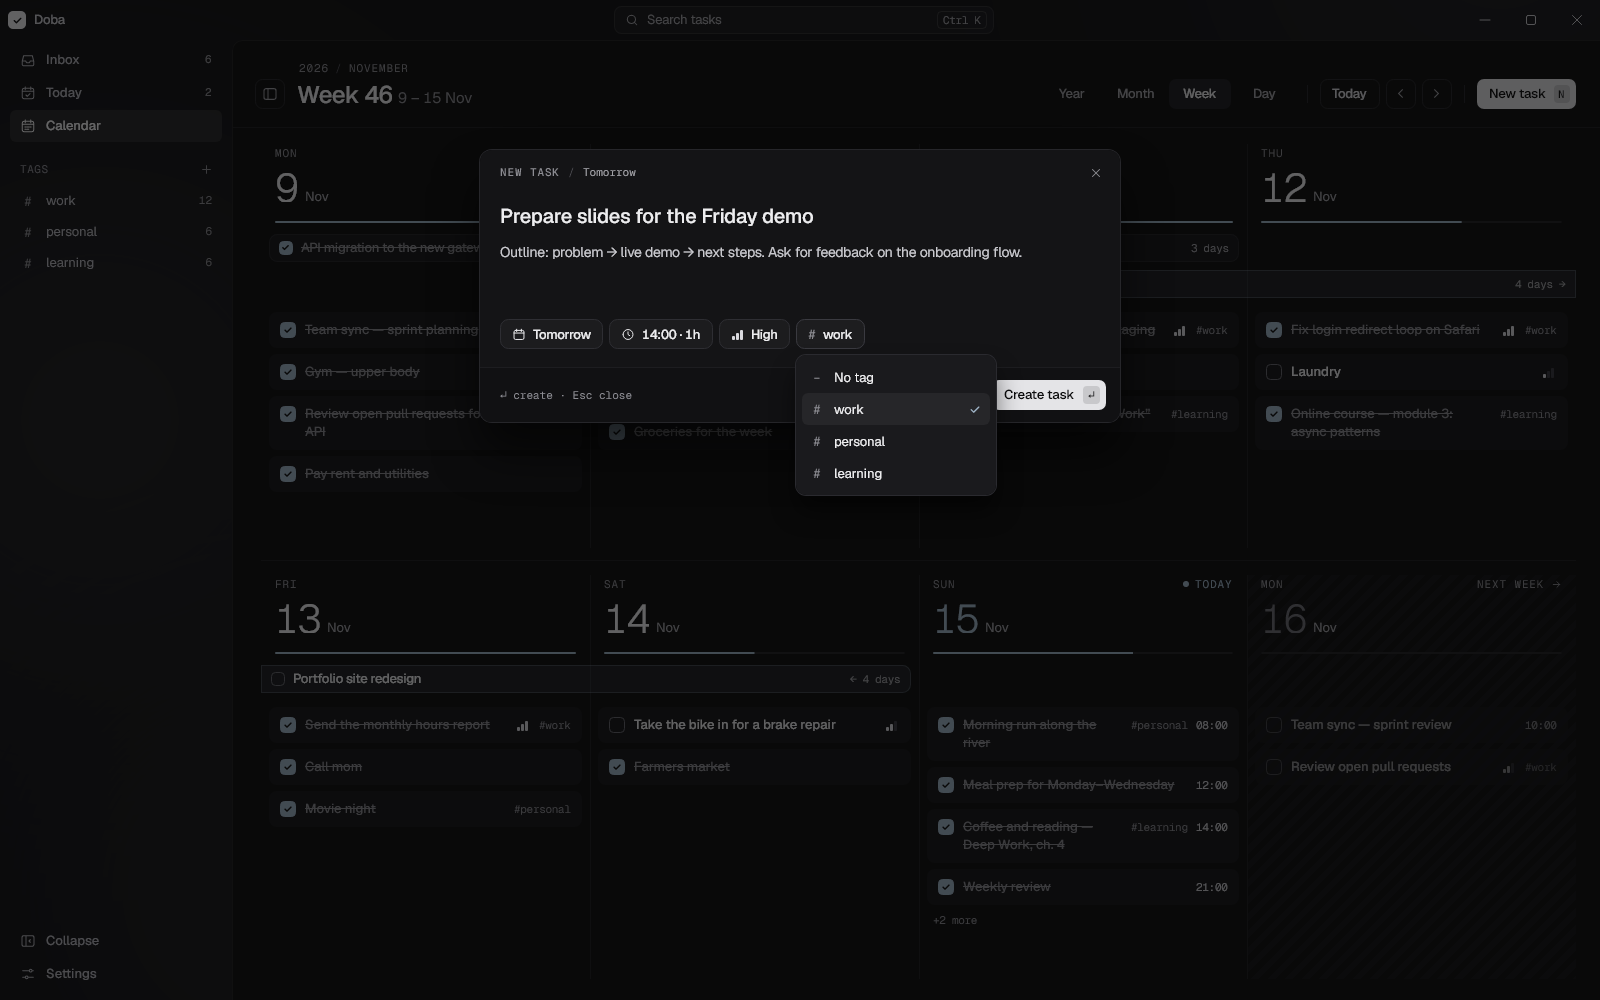 Doba
Search tasks
Ctrl K
Inbox 6
Today 2
Calendar
TAGS
# work 12
# personal 6
# learning 6
Collapse
Settings
2026 / NOVEMBER
Week 46 9 – 15 Nov
Year Month Week Day
Today
New task N
NEW TASK / Tomorrow
Prepare slides for the Friday demo
Outline: problem → live demo → next steps. Ask for feedback on the onboarding flow.
Tomorrow
14:00 · 1h
High
# work
– No tag
# work
# personal
# learning
↵ create · Esc close
Create task ↵
MON
9 Nov
API migration to the new
Team sync — sprint planning
Gym — upper body
Review open pull requests
API
Pay rent and utilities
Groceries for the week
3 days
4 days →
#work
#learning
THU
12 Nov
Fix login redirect loop on Safari #work
Laundry
Online course — module 3: #learning
async patterns
FRI
13 Nov
Portfolio site redesign ← 4 days
Send the monthly hours report #work
Call mom
Movie night #personal
SAT
14 Nov
Take the bike in for a brake repair
Farmers market
SUN TODAY
15 Nov
Morning run along the #personal 08:00
river
Meal prep for Monday–Wednesday 12:00
Coffee and reading — #learning 14:00
Deep Work, ch. 4
Weekly review 21:00
+2 more
MON NEXT WEEK →
16 Nov
Team sync — sprint review 10:00
Review open pull requests #work